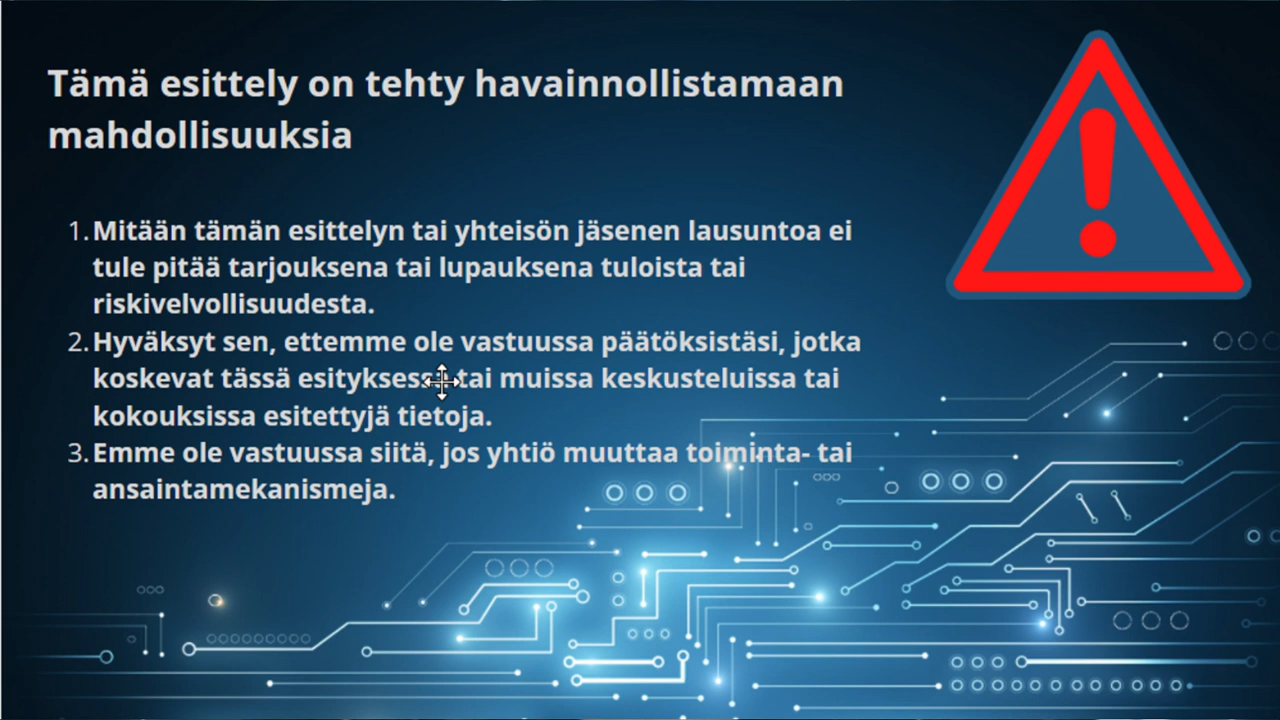 Tämä esittely on tehty havainnollistamaan
mahdollisuuksia
1. Mitään tämän esittelyn tai yhteisön jäsenen lausuntoa ei
tule pitää tarjouksena tai lupauksena tuloista tai
riskivelvollisuudesta.
2. Hyväksyt sen, ettemme ole vastuussa päätöksistäsi, jotka
koskevat tässä esityksessä tai muissa keskusteluissa tai
kokouksissa esitettyjä tietoja.
3. Emme ole vastuussa siitä, jos yhtiö muuttaa toiminta- tai
ansaintamekanismeja.